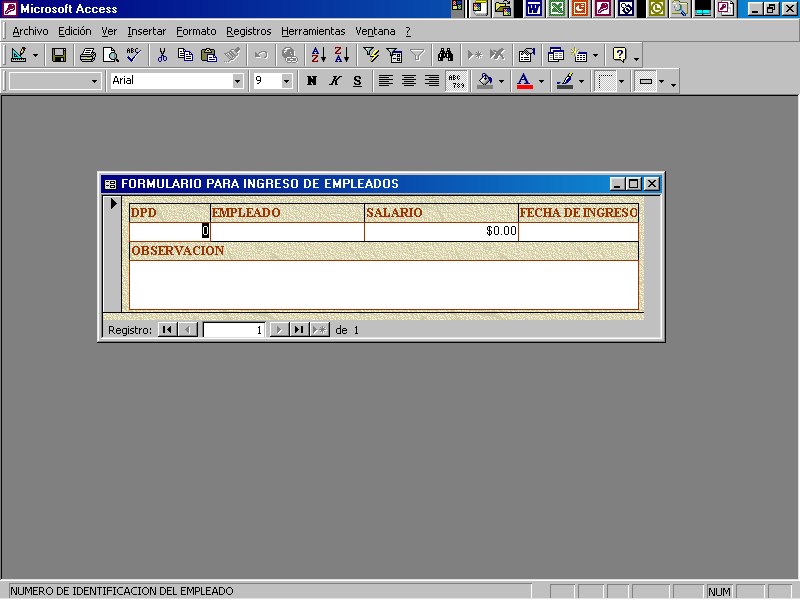 Microsoft Access
Archivo Edición Ver Insertar Formato Registros Herramientas Ventana ?
Arial 9 N K S
FORMULARIO PARA INGRESO DE EMPLEADOS
DPD EMPLEADO SALARIO FECHA DE INGRESO
0 $0.00
OBSERVACION
Registro: 1 de 1
NUMERO DE IDENTIFICACION DEL EMPLEADO NUM